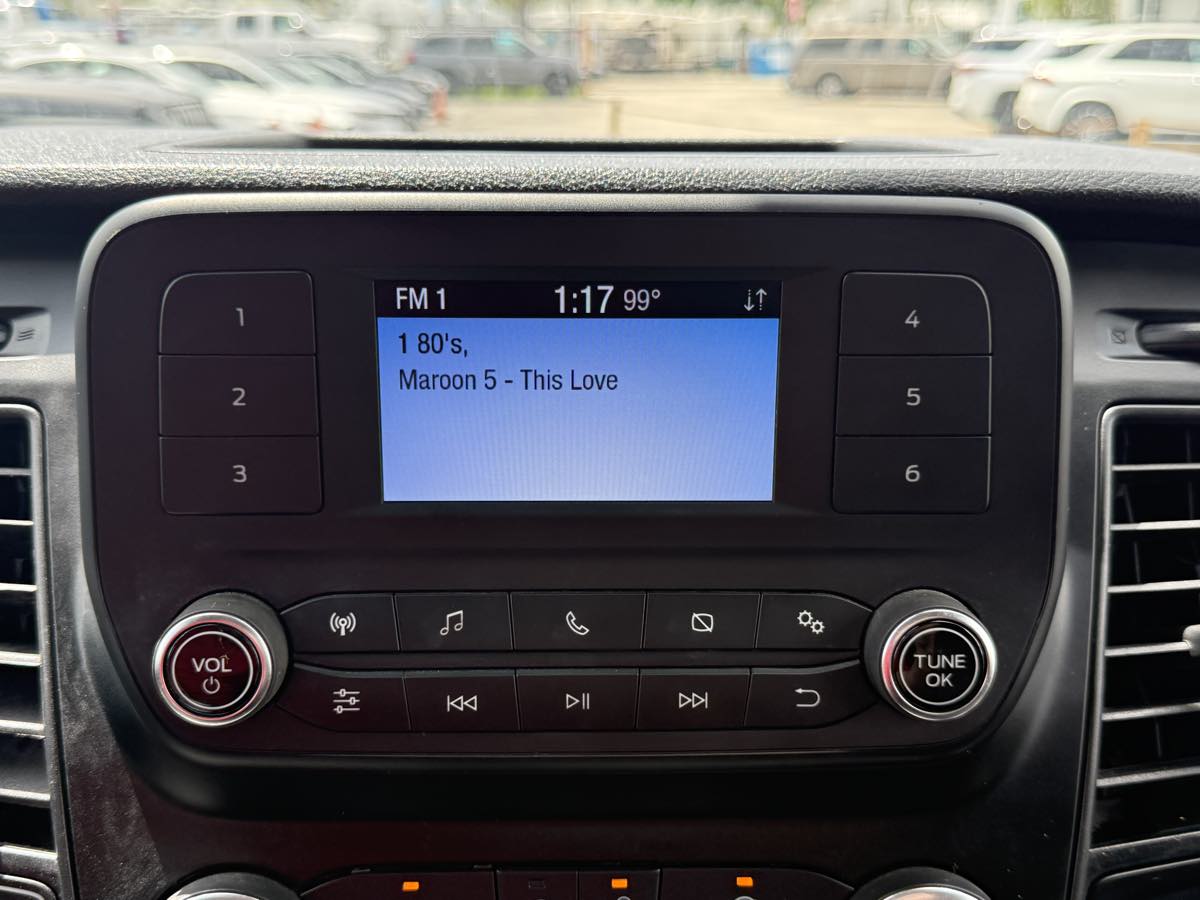 FM 1 1:17 99°
1 80's,
Maroon 5 - This Love
1
2
3
4
5
6
VOL
TUNE
OK